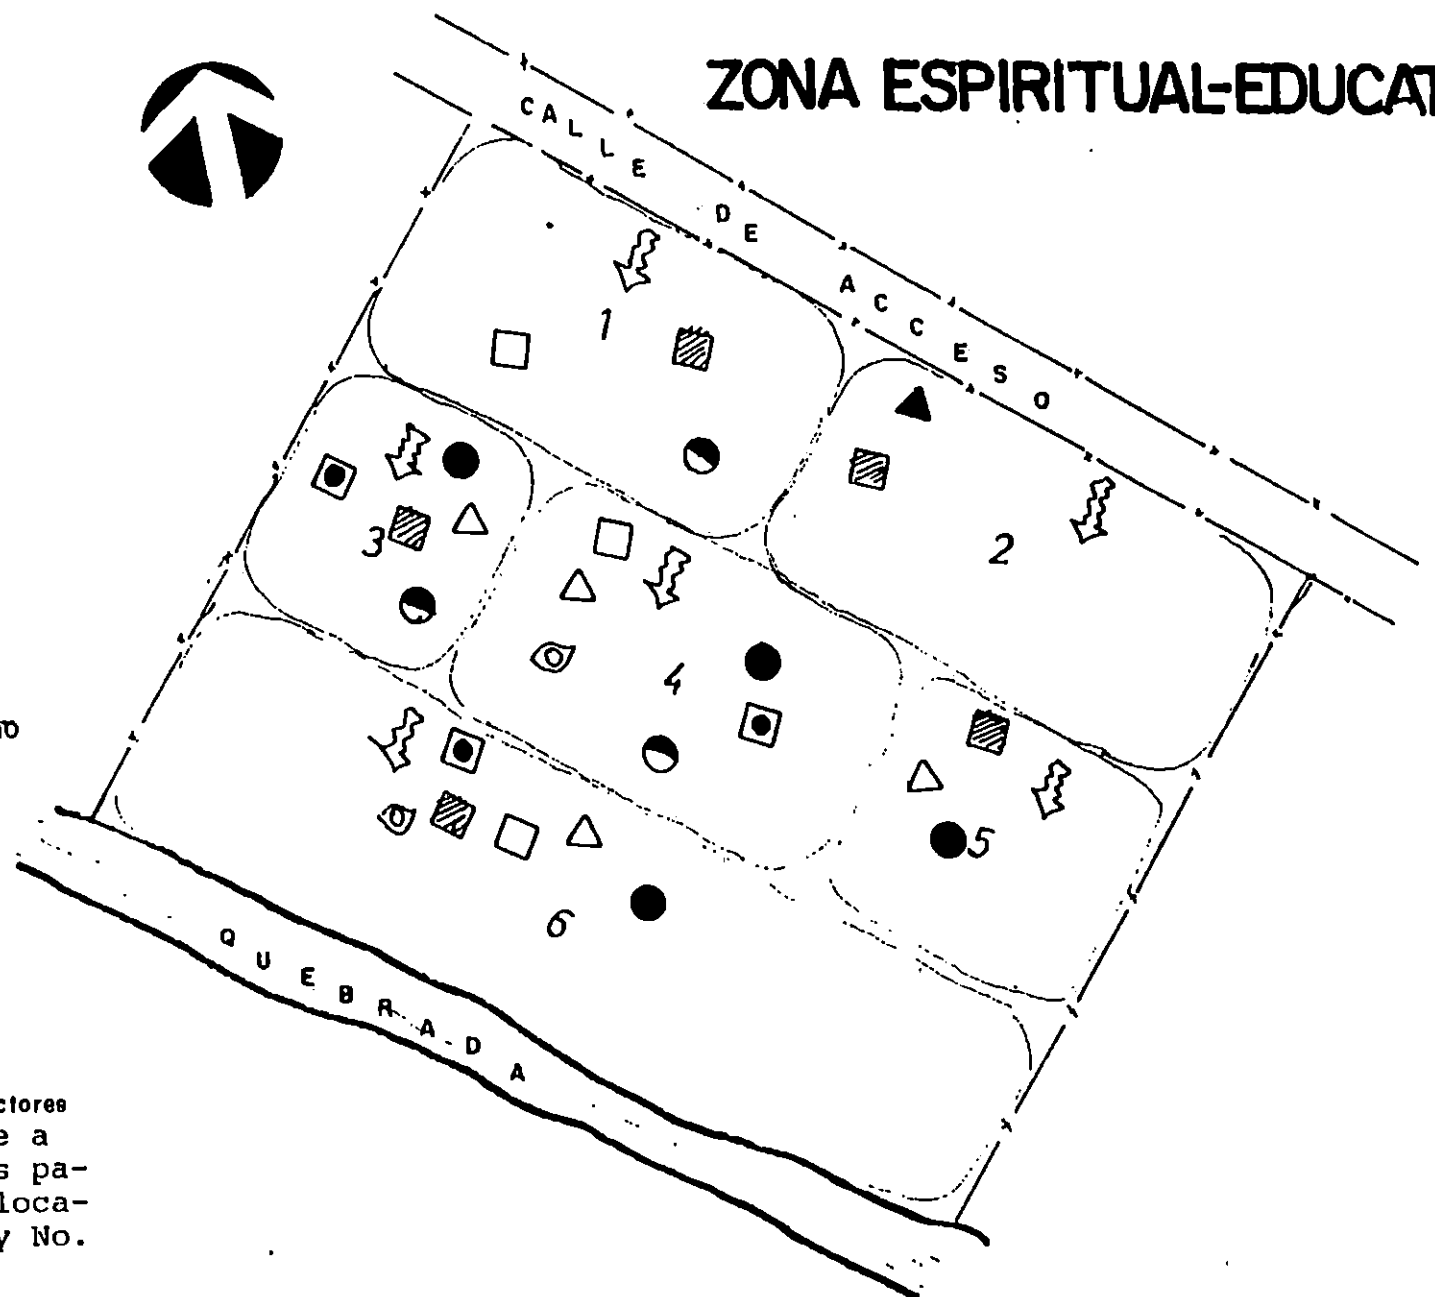 ZONA ESPIRITUAL-EDUCAT
CALLE DE ACCESO
1
2
3
4
5
6
QUEBRADA
ctores
e a
s pa-
loca-
y No.